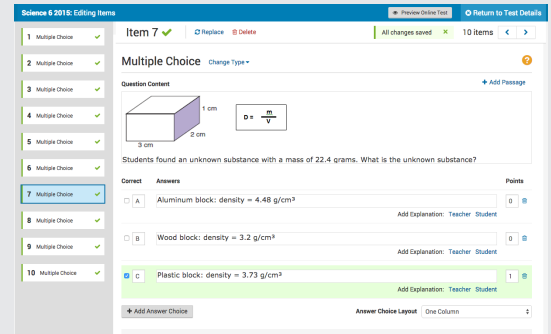 Science 6 2015: Editing Items
Preview Online Test
Return to Test Details
1 Multiple Choice
2 Multiple Choice
3 Multiple Choice
4 Multiple Choice
5 Multiple Choice
6 Multiple Choice
7 Multiple Choice
8 Multiple Choice
9 Multiple Choice
10 Multiple Choice
Item 7
Replace
Delete
All changes saved ×
10 items
Multiple Choice Change Type
?
Question Content
+ Add Passage
1 cm
2 cm
3 cm
D = m
v
Students found an unknown substance with a mass of 22.4 grams. What is the unknown substance?
Correct Answers Points
A Aluminum block: density = 4.48 g/cm³ 0
Add Explanation: Teacher Student
B Wood block: density = 3.2 g/cm³ 0
Add Explanation: Teacher Student
C Plastic block: density = 3.73 g/cm³ 1
Add Explanation: Teacher Student
+ Add Answer Choice
Answer Choice Layout One Column